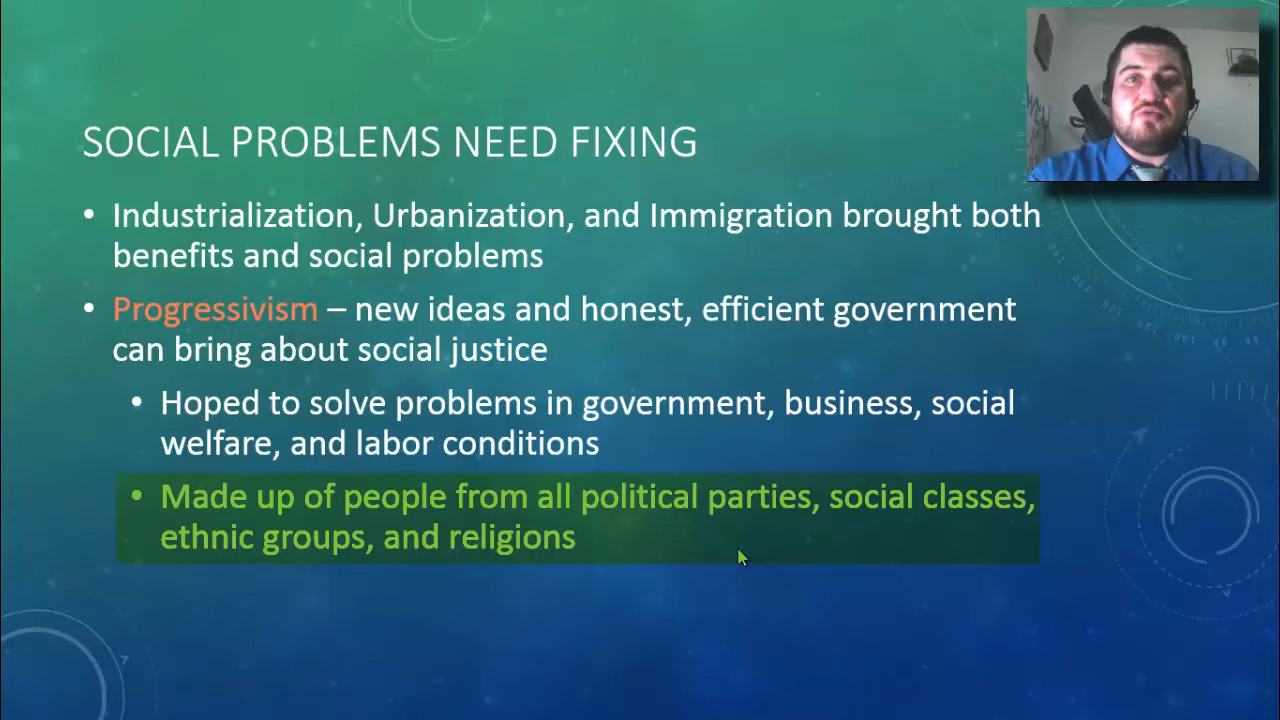 SOCIAL PROBLEMS NEED FIXING
• Industrialization, Urbanization, and Immigration brought both
benefits and social problems
• Progressivism – new ideas and honest, efficient government
can bring about social justice
• Hoped to solve problems in government, business, social
welfare, and labor conditions
• Made up of people from all political parties, social classes,
ethnic groups, and religions